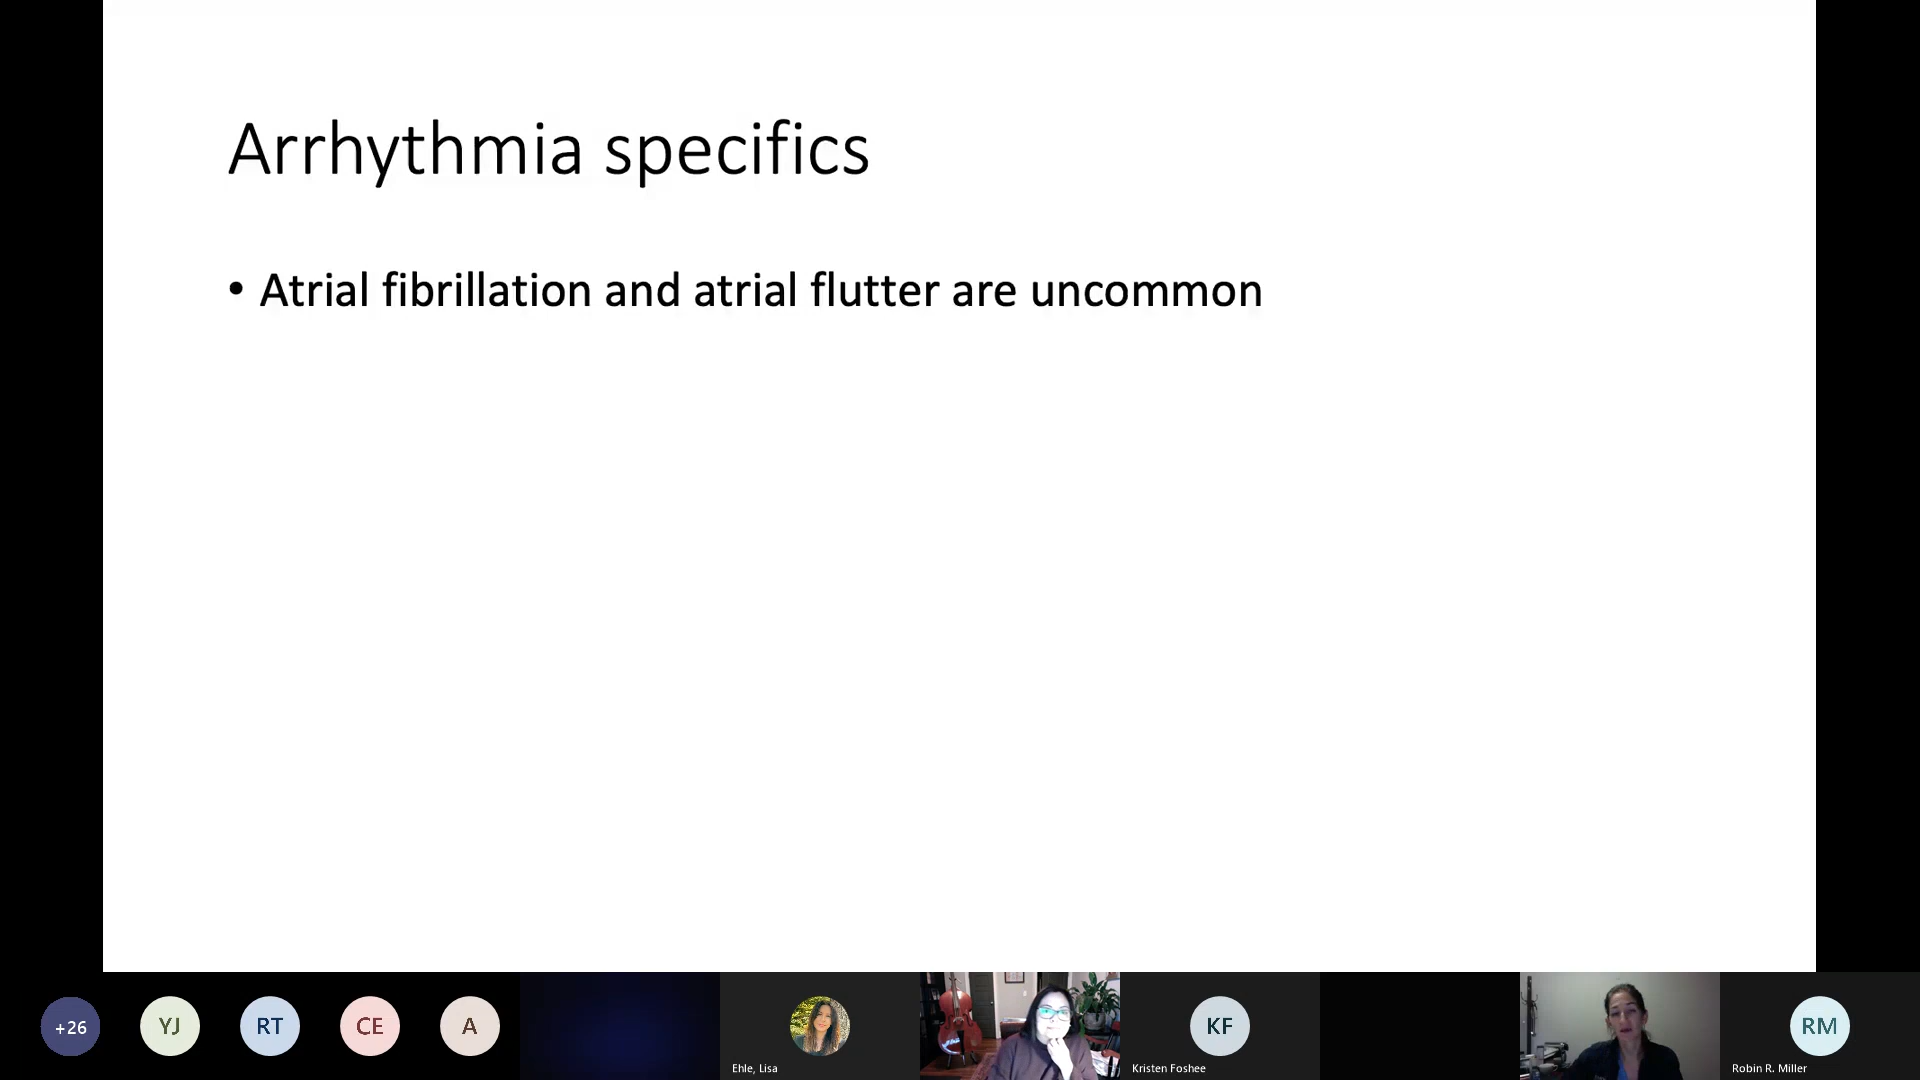 Arrhythmia specifics
• Atrial fibrillation and atrial flutter are uncommon
+26
YJ
RT
CE
A
Ehle, Lisa
KF
Kristen Foshee
RM
Robin R. Miller